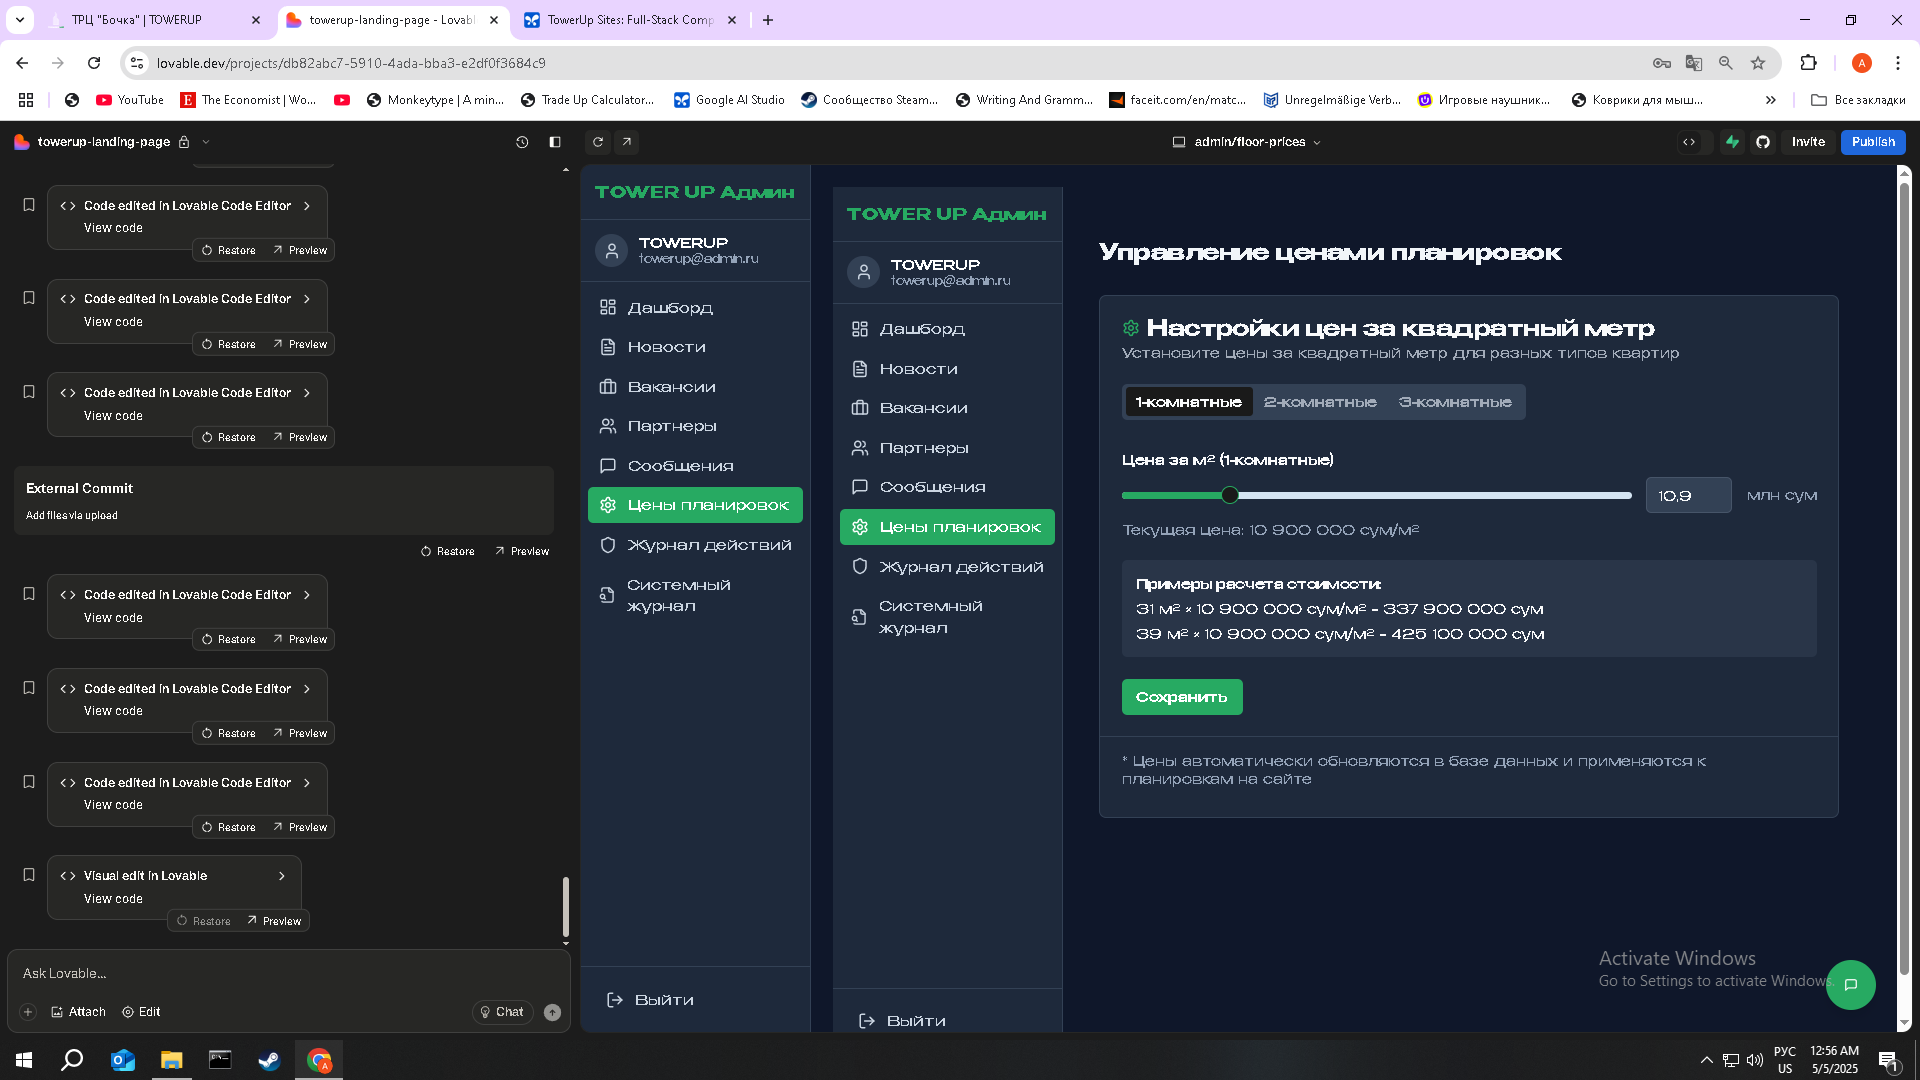 ТРЦ "Бочка" | TOWERUP
towerup-landing-page - Lovabl
TowerUp Sites: Full-Stack Comp
lovable.dev/projects/db82abc7-5910-4ada-bba3-e2df0f3684c9
A
YouTube
The Economist | Wo...
Monkeytype | A min...
Trade Up Calculator...
Google AI Studio
Сообщество Steam...
Writing And Gramm...
faceit.com/en/matc...
Unregelmäßige Verb...
Игровые наушник...
Коврики для мыш...
Все закладки
towerup-landing-page
admin/floor-prices
Invite
Publish
Code edited in Lovable Code Editor
View code
Restore Preview
Code edited in Lovable Code Editor
View code
Restore Preview
Code edited in Lovable Code Editor
View code
Restore Preview
External Commit
Add files via upload
Restore Preview
Code edited in Lovable Code Editor
View code
Restore Preview
Code edited in Lovable Code Editor
View code
Restore Preview
Code edited in Lovable Code Editor
View code
Restore Preview
Visual edit in Lovable
View code
Restore Preview
Ask Lovable...
Attach
Edit
Chat
TOWER UP Админ
TOWERUP
towerup@admin.ru
Дашборд
Новости
Вакансии
Партнеры
Сообщения
Цены планировок
Журнал действий
Системный
журнал
Выйти
TOWER UP Админ
TOWERUP
towerup@admin.ru
Дашборд
Новости
Вакансии
Партнеры
Сообщения
Цены планировок
Журнал действий
Системный
журнал
Выйти
Управление ценами планировок
Настройки цен за квадратный метр
Установите цены за квадратный метр для разных типов квартир
1-комнатные 2-комнатные 3-комнатные
Цена за м² (1-комнатные)
10,9 млн сум
Текущая цена: 10 900 000 сум/м²
Примеры расчета стоимости:
31 м² × 10 900 000 сум/м² = 337 900 000 сум
39 м² × 10 900 000 сум/м² = 425 100 000 сум
Сохранить
* Цены автоматически обновляются в базе данных и применяются к
планировкам на сайте
Activate Windows
Go to Settings to activate Windows.
РУС
US
12:56 AM
5/5/2025
1